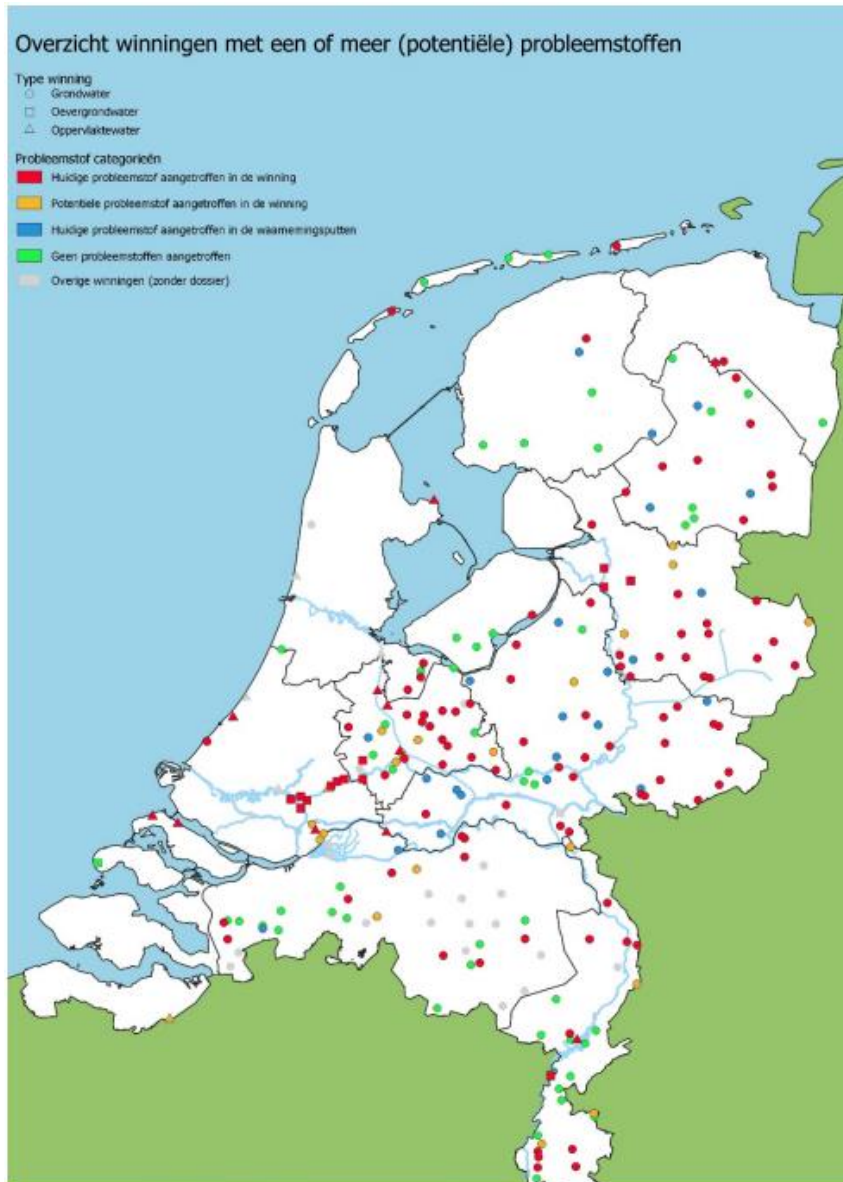 Overzicht winningen met een of meer (potentiële) probleemstoffen
Type winning
Grondwater
Oevergrondwater
Oppervlaktewater
Probleemstof categorieën
Huidige probleemstof aangetroffen in de winning
Potentiele probleemstof aangetroffen in de winning
Huidige probleemstof aangetroffen in de waarnemingsputten
Geen probleemstoffen aangetroffen
Overige winningen (zonder dossier)